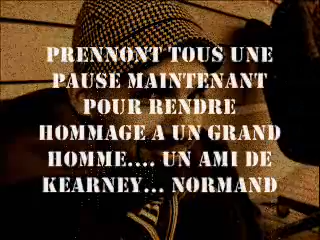 PRENNONT TOUS UNE
PAUSE MAINTENANT
POUR RENDRE
HOMMAGE A UN GRAND
HOMME.... UN AMI DE
KEARNEY... NORMAND